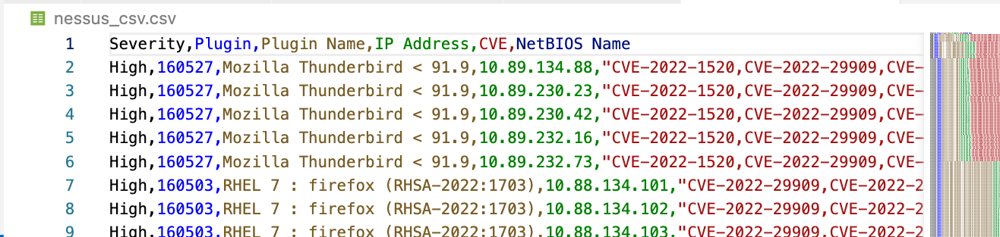 nessus_csv.csv
1 Severity,Plugin,Plugin Name,IP Address,CVE,NetBIOS Name
2 High,160527,Mozilla Thunderbird < 91.9,10.89.134.88,"CVE-2022-1520,CVE-2022-29909,CVE-
3 High,160527,Mozilla Thunderbird < 91.9,10.89.230.23,"CVE-2022-1520,CVE-2022-29909,CVE-
4 High,160527,Mozilla Thunderbird < 91.9,10.89.230.42,"CVE-2022-1520,CVE-2022-29909,CVE-
5 High,160527,Mozilla Thunderbird < 91.9,10.89.232.16,"CVE-2022-1520,CVE-2022-29909,CVE-
6 High,160527,Mozilla Thunderbird < 91.9,10.89.232.73,"CVE-2022-1520,CVE-2022-29909,CVE-
7 High,160503,RHEL 7 : firefox (RHSA-2022:1703),10.88.134.101,"CVE-2022-29909,CVE-2022-2
8 High,160503,RHEL 7 : firefox (RHSA-2022:1703),10.88.134.102,"CVE-2022-29909,CVE-2022-2
9 High,160503,RHEL 7 : firefox (RHSA-2022:1703),10.88.134.103,"CVE-2022-29909,CVE-2022-2